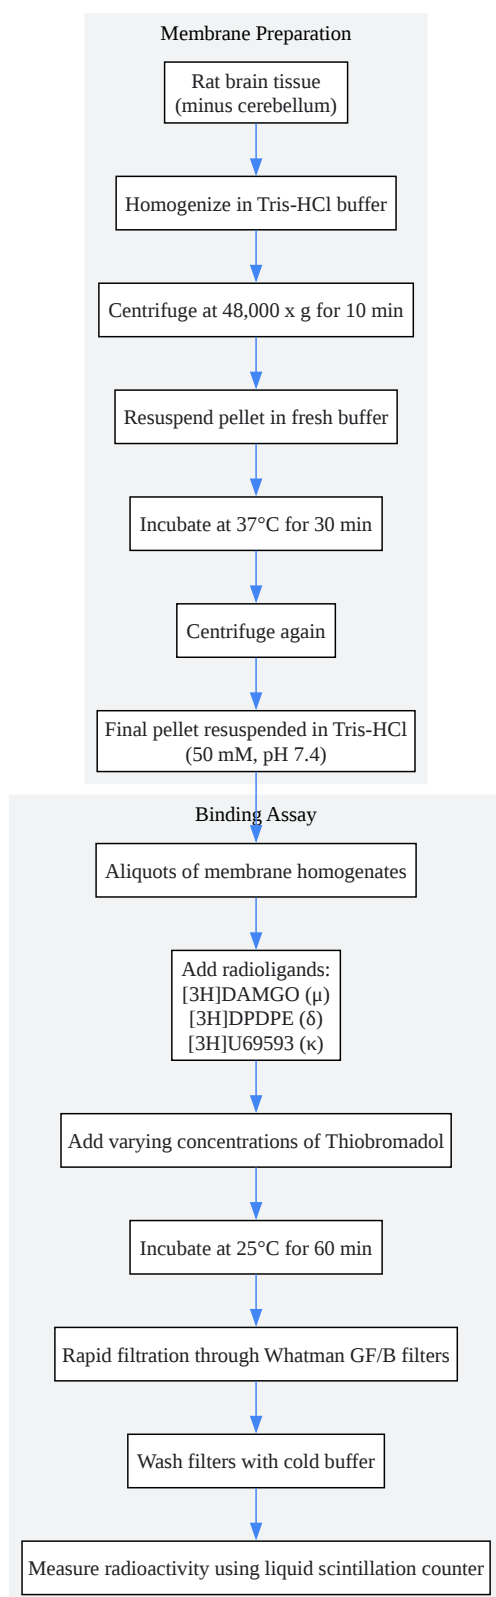 Membrane Preparation
Rat brain tissue
(minus cerebellum)
Homogenize in Tris-HCl buffer
Centrifuge at 48,000 x g for 10 min
Resuspend pellet in fresh buffer
Incubate at 37°C for 30 min
Centrifuge again
Final pellet resuspended in Tris-HCl
(50 mM, pH 7.4)
Binding Assay
Aliquots of membrane homogenates
Add radioligands:
[3H]DAMGO (μ)
[3H]DPDPE (δ)
[3H]U69593 (κ)
Add varying concentrations of Thiobromadol
Incubate at 25°C for 60 min
Rapid filtration through Whatman GF/B filters
Wash filters with cold buffer
Measure radioactivity using liquid scintillation counter